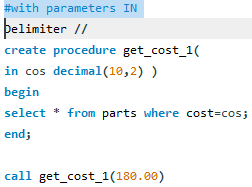 #with parameters IN
Delimiter //
create procedure get_cost_1(
in cos decimal(10,2) )
begin
select * from parts where cost=cos;
end;
call get_cost_1(180.00)